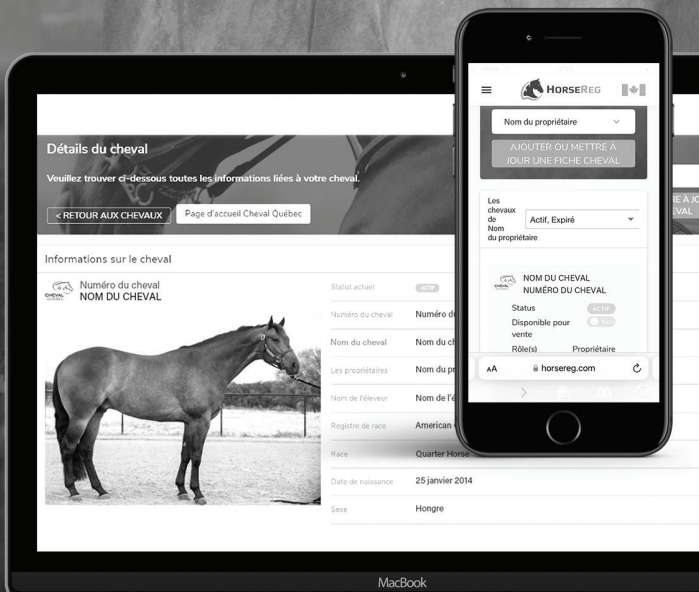 Détails du cheval
Veuillez trouver ci-dessous toutes les informations liées à votre cheval.
< RETOUR AUX CHEVAUX
Page d'accueil Cheval Québec
Informations sur le cheval
CHEVAL
Numéro du cheval
NOM DU CHEVAL
Statut actuel
ACTIF
Numéro du cheval
Numéro d
Nom du cheval
Nom du ch
Les propriétaires
Nom du pr
Nom de l'éleveur
Nom de l'é
Registre de race
American
Race
Quarter Horse
Date de naissance
25 janvier 2014
Sexe
Hongre
MacBook
HORSEREG
Nom du propriétaire
AJOUTER OU METTRE À
JOUR UNE FICHE CHEVAL
Les
chevaux
de
Nom
du propriétaire
Actif, Expiré
CHEVAL
NOM DU CHEVAL
NUMÉRO DU CHEVAL
Status
ACTIF
Disponible pour
vente
Rôle(s)
Propriétaire
AA
horsereg.com
RE À JO
EVAL